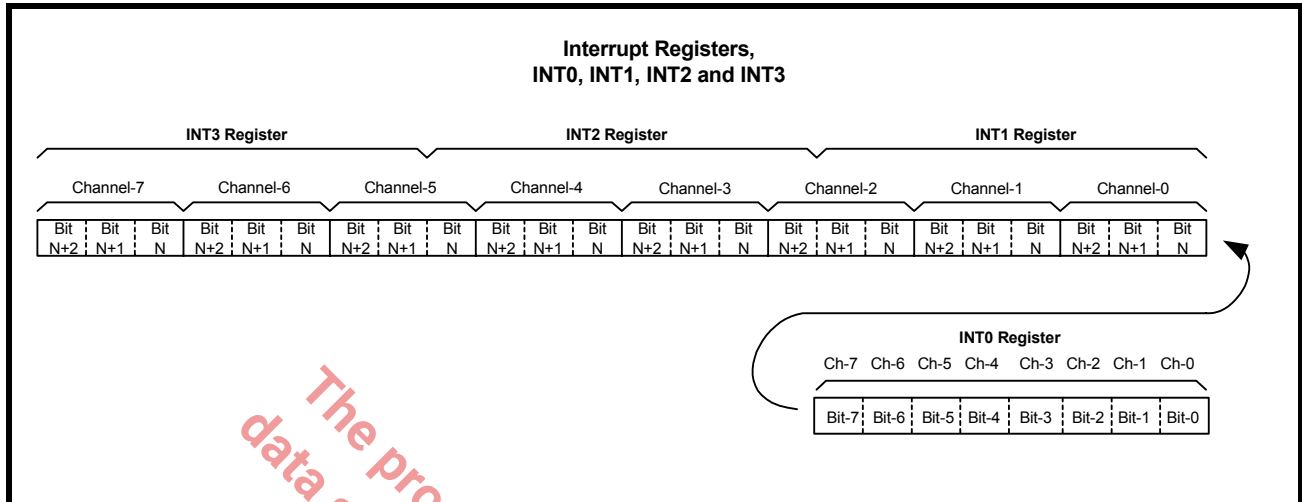 Interrupt Registers,
INT0, INT1, INT2 and INT3
INT3 Register INT2 Register INT1 Register
Channel-7 Channel-6 Channel-5 Channel-4 Channel-3 Channel-2 Channel-1 Channel-0
Bit Bit Bit Bit Bit Bit Bit Bit Bit Bit Bit Bit Bit Bit Bit Bit Bit Bit Bit Bit Bit Bit Bit Bit
N+2 N+1 N N+2 N+1 N N+2 N+1 N N+2 N+1 N N+2 N+1 N N+2 N+1 N N+2 N+1 N N+2 N+1 N
INT0 Register
Ch-7 Ch-6 Ch-5 Ch-4 Ch-3 Ch-2 Ch-1 Ch-0
Bit-7 Bit-6 Bit-5 Bit-4 Bit-3 Bit-2 Bit-1 Bit-0
The pro
data